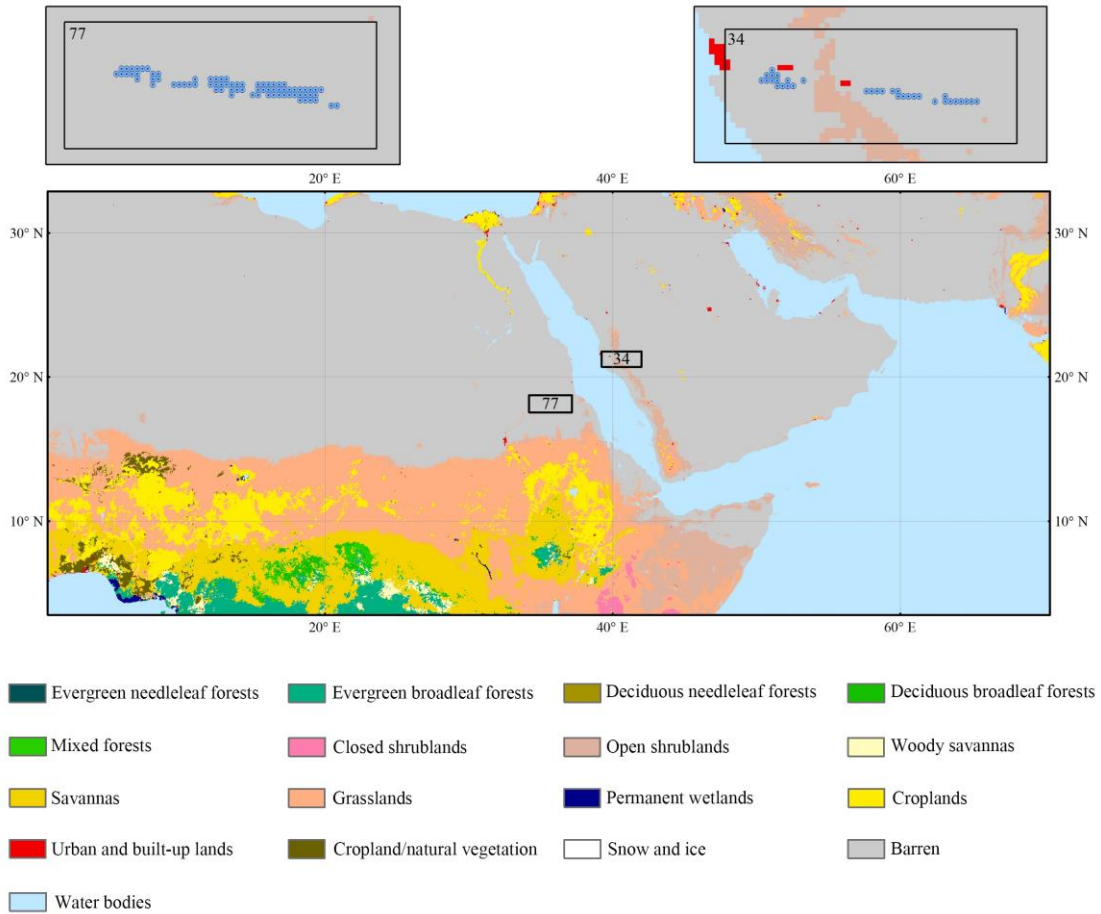 77
34
20° E
40° E
60° E
30° N
30° N
34
20° N
20° N
77
10° N
10° N
20° E
40° E
60° E
Evergreen needleleaf forests
Evergreen broadleaf forests
Deciduous needleleaf forests
Deciduous broadleaf forests
Mixed forests
Closed shrublands
Open shrublands
Woody savannas
Savannas
Grasslands
Permanent wetlands
Croplands
Urban and built-up lands
Cropland/natural vegetation
Snow and ice
Barren
Water bodies